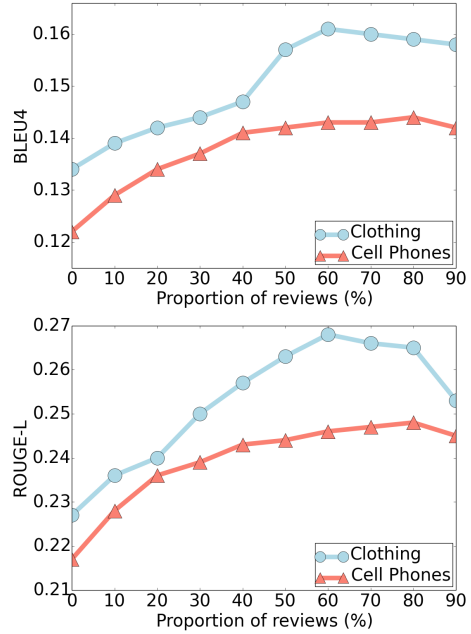 BLEU4
0.16
0.15
0.14
0.13
0.12
0 10 20 30 40 50 60 70 80 90
Proportion of reviews (%)
Clothing
Cell Phones
ROUGE-L
0.27
0.26
0.25
0.24
0.23
0.22
0.21
0 10 20 30 40 50 60 70 80 90
Proportion of reviews (%)
Clothing
Cell Phones